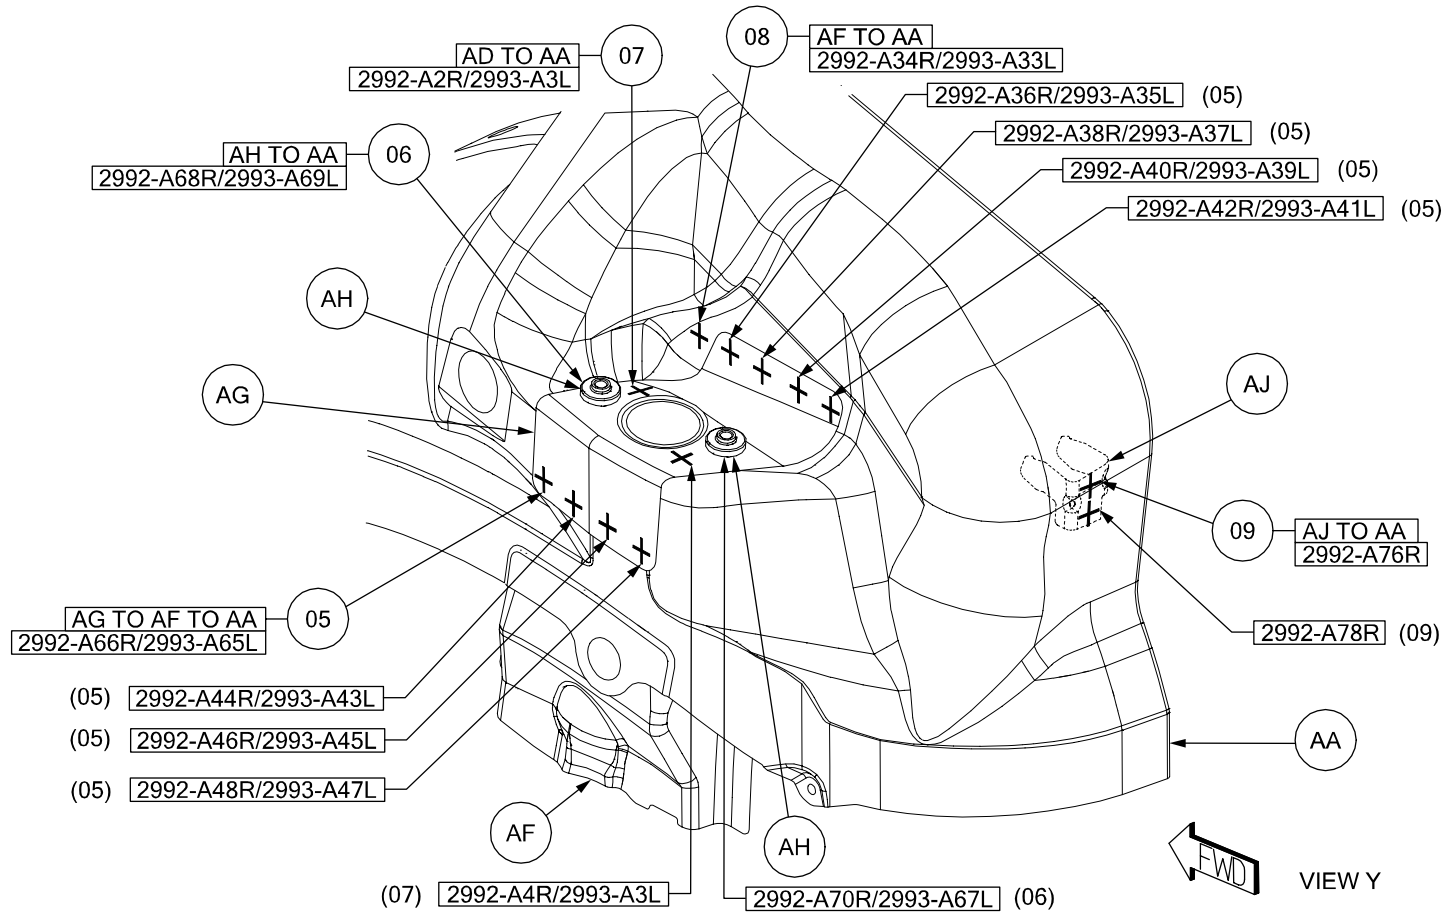 08
AF TO AA
2992-A34R/2993-A33L
AD TO AA
07
2992-A2R/2993-A3L
2992-A36R/2993-A35L (05)
2992-A38R/2993-A37L (05)
AH TO AA
06
2992-A68R/2993-A69L
2992-A40R/2993-A39L (05)
2992-A42R/2993-A41L (05)
AH
AG
AJ
09
AJ TO AA
2992-A76R
AG TO AF TO AA
05
2992-A66R/2993-A65L
2992-A78R (09)
(05) 2992-A44R/2993-A43L
(05) 2992-A46R/2993-A45L
AA
(05) 2992-A48R/2993-A47L
AF
AH
FWD
VIEW Y
(07) 2992-A4R/2993-A3L
2992-A70R/2993-A67L (06)